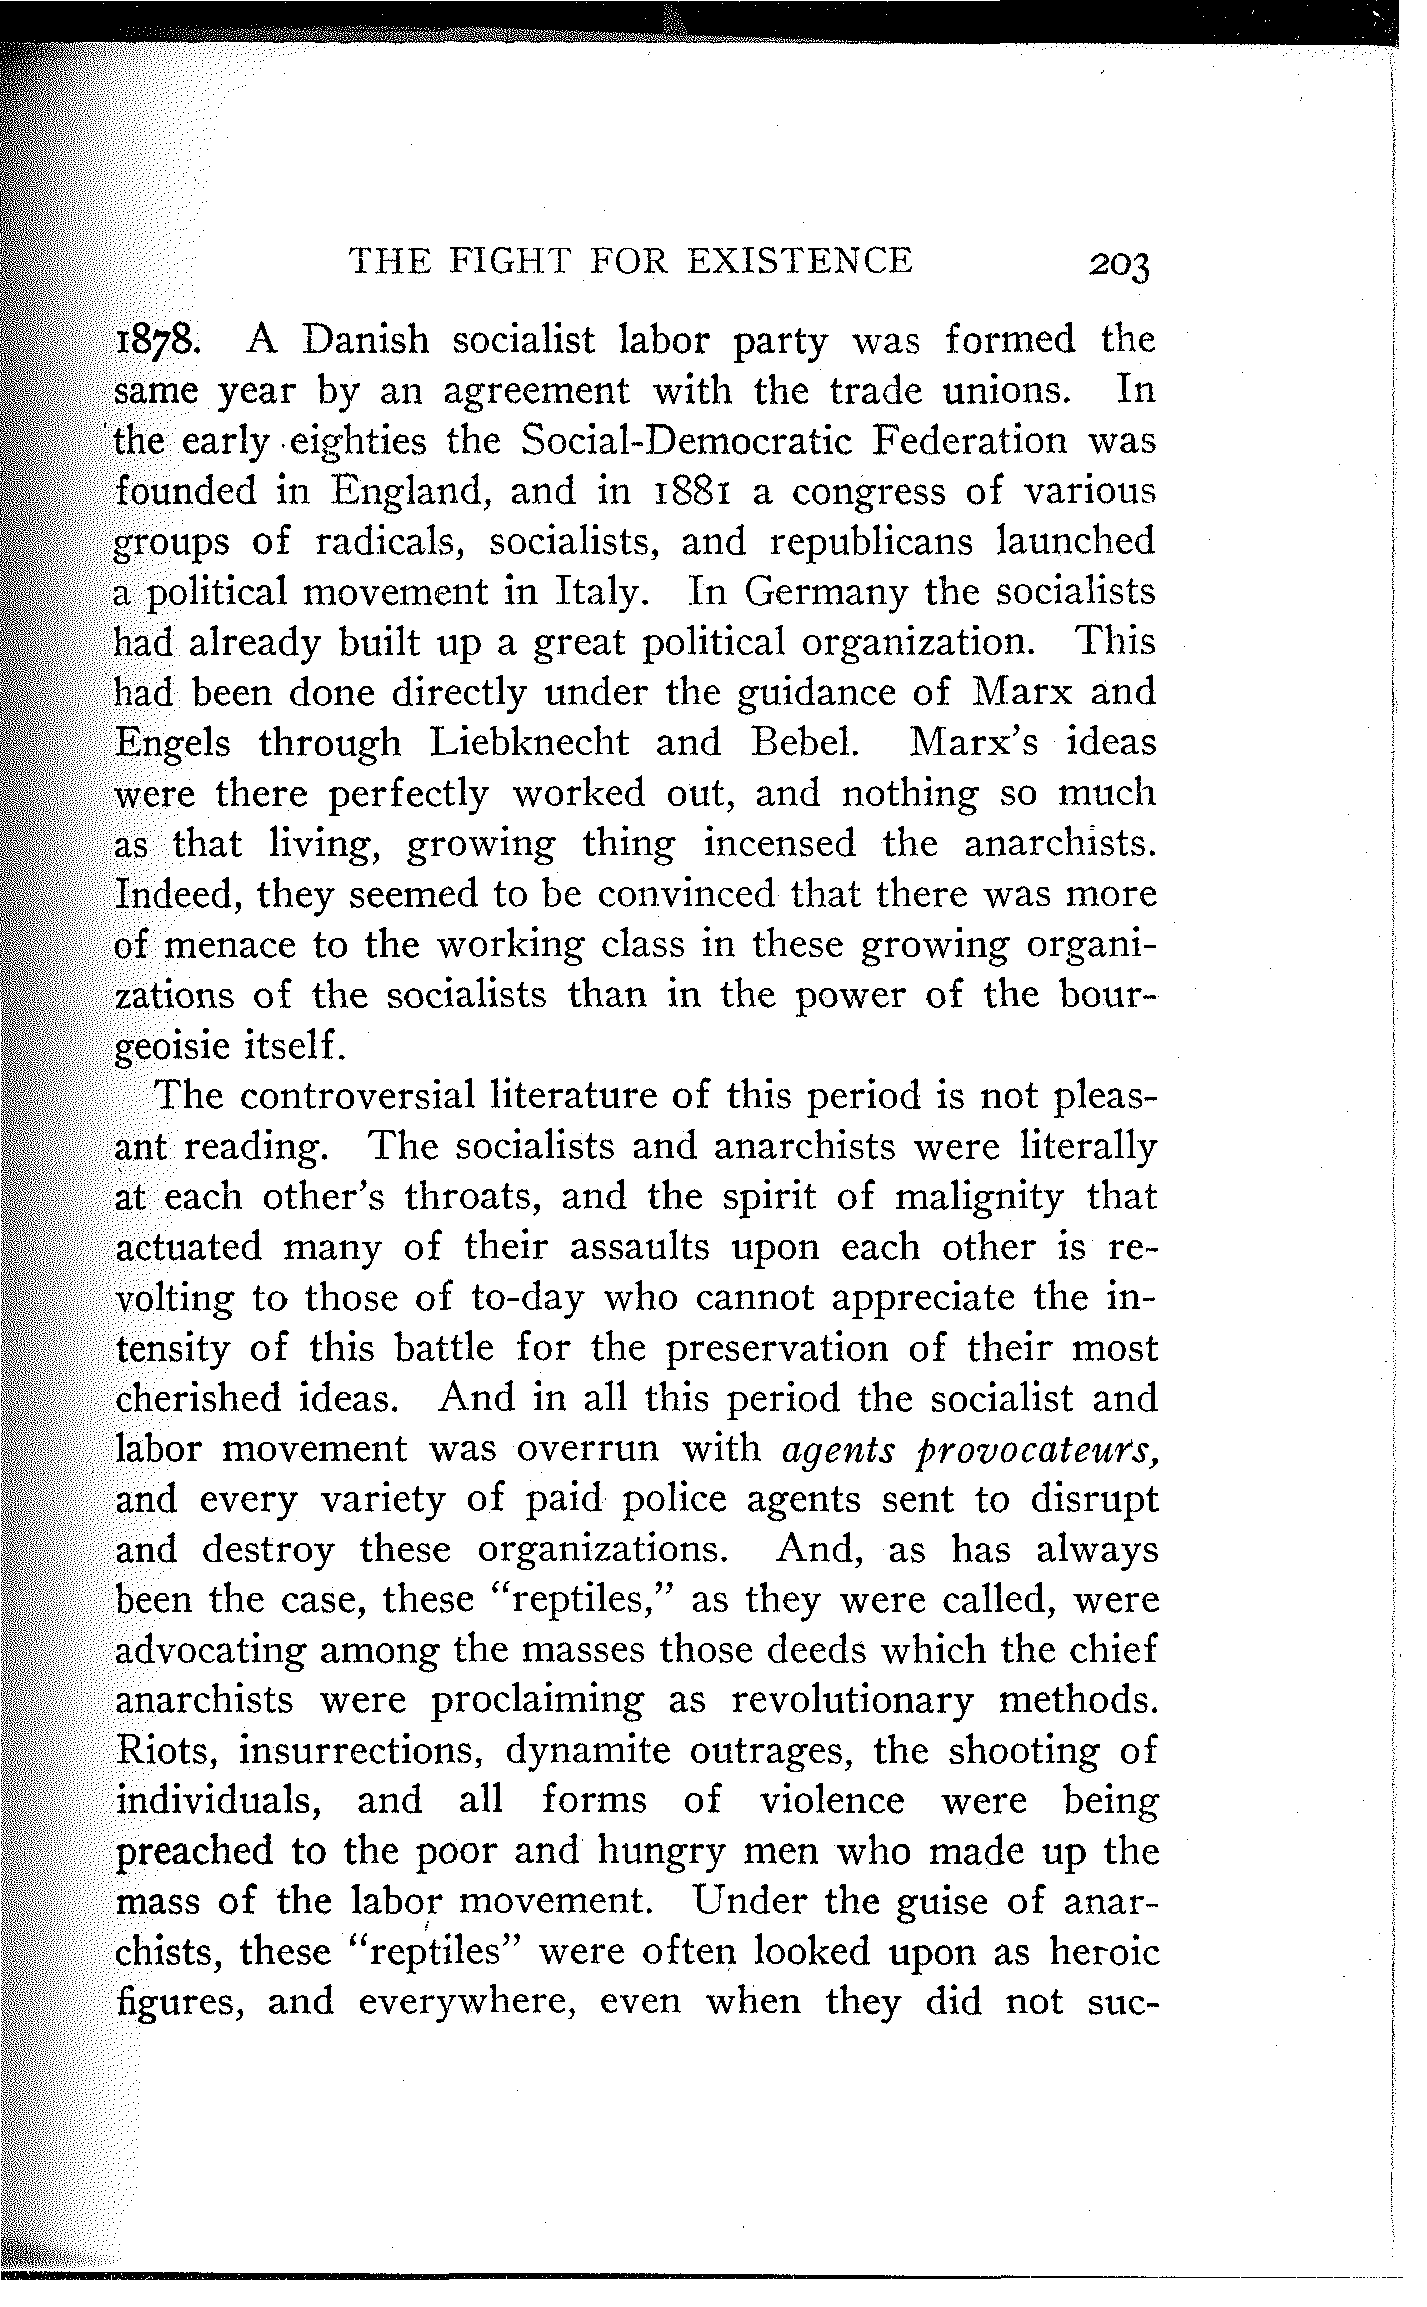 THE FIGHT FOR EXISTENCE 203
1878. A Danish socialist labor party was formed the
same year by an agreement with the trade unions. In
the early eighties the Social-Democratic Federation was
founded in England, and in 1881 a congress of various
groups of radicals, socialists, and republicans launched
a political movement in Italy. In Germany the socialists
had already built up a great political organization. This
had been done directly under the guidance of Marx and
Engels through Liebknecht and Bebel. Marx's ideas
were there perfectly worked out, and nothing so much
as that living, growing thing incensed the anarchists.
Indeed, they seemed to be convinced that there was more
of menace to the working class in these growing organi-
zations of the socialists than in the power of the bour-
geoisie itself.
The controversial literature of this period is not pleas-
ant reading. The socialists and anarchists were literally
at each other's throats, and the spirit of malignity that
actuated many of their assaults upon each other is re-
volting to those of to-day who cannot appreciate the in-
tensity of this battle for the preservation of their most
cherished ideas. And in all this period the socialist and
labor movement was overrun with agents provocateurs,
and every variety of paid police agents sent to disrupt
and destroy these organizations. And, as has always
been the case, these "reptiles," as they were called, were
advocating among the masses those deeds which the chief
anarchists were proclaiming as revolutionary methods.
Riots, insurrections, dynamite outrages, the shooting of
individuals, and all forms of violence were being
preached to the poor and hungry men who made up the
mass of the labor movement. Under the guise of anar-
chists, these "reptiles" were often looked upon as heroic
figures, and everywhere, even when they did not suc-